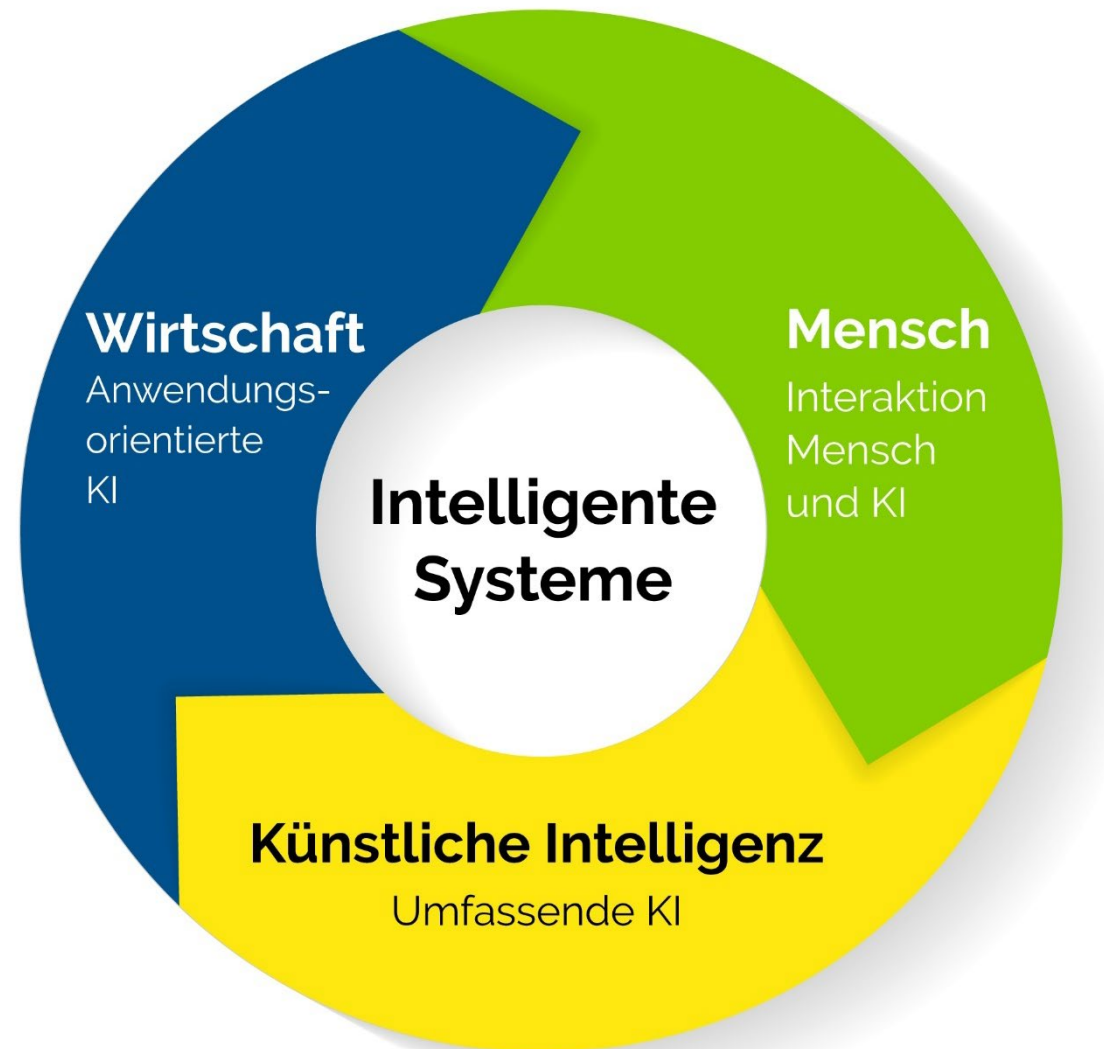 Wirtschaft
Anwendungs-
orientierte
KI
Mensch
Interaktion
Mensch
und KI
Intelligente
Systeme
Künstliche Intelligenz
Umfassende KI